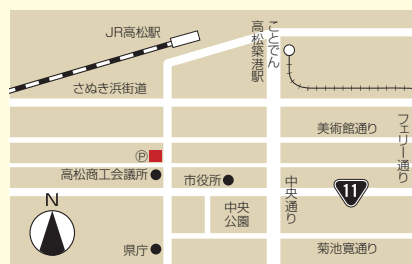 JR高松駅
ことでん
高松築港駅
さぬき浜街道
美術館通り
フェリー通り
Ⓟ
高松商工会議所
市役所
中央通り
11
N
中央
公園
県庁
菊池寛通り